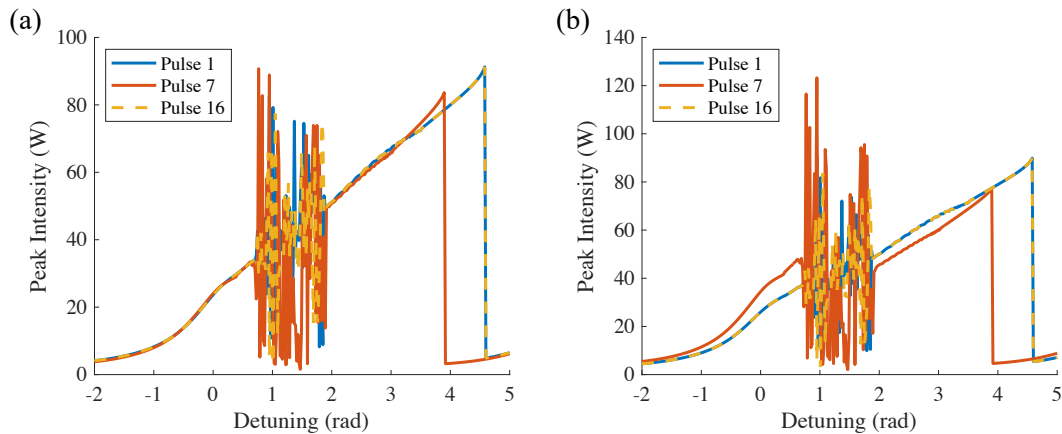 (a)
100
80
60
40
20
0
Peak Intensity (W)
Pulse 1
Pulse 7
Pulse 16
-2
-1
0
1
2
3
4
5
Detuning (rad)
(b)
140
120
100
80
60
40
20
0
Peak Intensity (W)
Pulse 1
Pulse 7
Pulse 16
-2
-1
0
1
2
3
4
5
Detuning (rad)